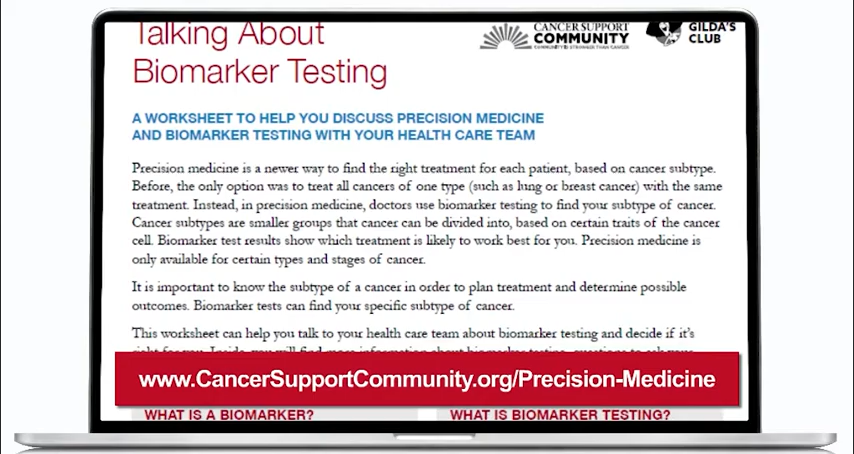 Talking About
Biomarker Testing
CANCER SUPPORT
COMMUNITY
COMMUNITY IS STRONGER THAN CANCER
GILDA'S
CLUB
A WORKSHEET TO HELP YOU DISCUSS PRECISION MEDICINE
AND BIOMARKER TESTING WITH YOUR HEALTH CARE TEAM
Precision medicine is a newer way to find the right treatment for each patient, based on cancer subtype.
Before, the only option was to treat all cancers of one type (such as lung or breast cancer) with the same
treatment. Instead, in precision medicine, doctors use biomarker testing to find your subtype of cancer.
Cancer subtypes are smaller groups that cancer can be divided into, based on certain traits of the cancer
cell. Biomarker test results show which treatment is likely to work best for you. Precision medicine is
only available for certain types and stages of cancer.
It is important to know the subtype of a cancer in order to plan treatment and determine possible
outcomes. Biomarker tests can find your specific subtype of cancer.
This worksheet can help you talk to your health care team about biomarker testing and decide if it's
www.CancerSupportCommunity.org/Precision-Medicine
WHAT IS A BIOMARKER?
WHAT IS BIOMARKER TESTING?